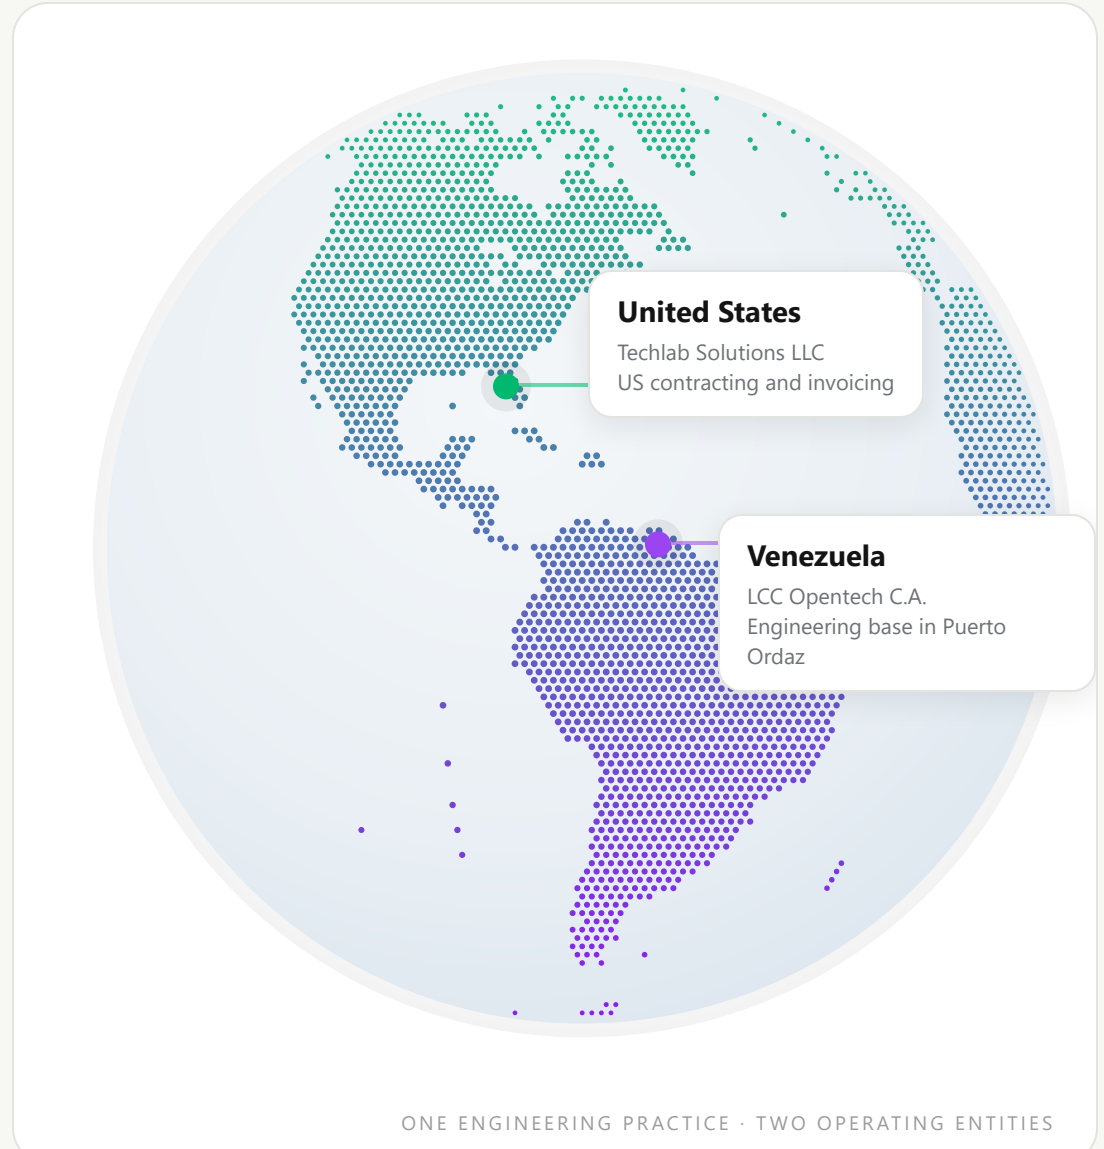 United States
Techlab Solutions LLC
US contracting and invoicing
Venezuela
LCC Opentech C.A.
Engineering base in Puerto
Ordaz
ONE ENGINEERING PRACTICE · TWO OPERATING ENTITIES